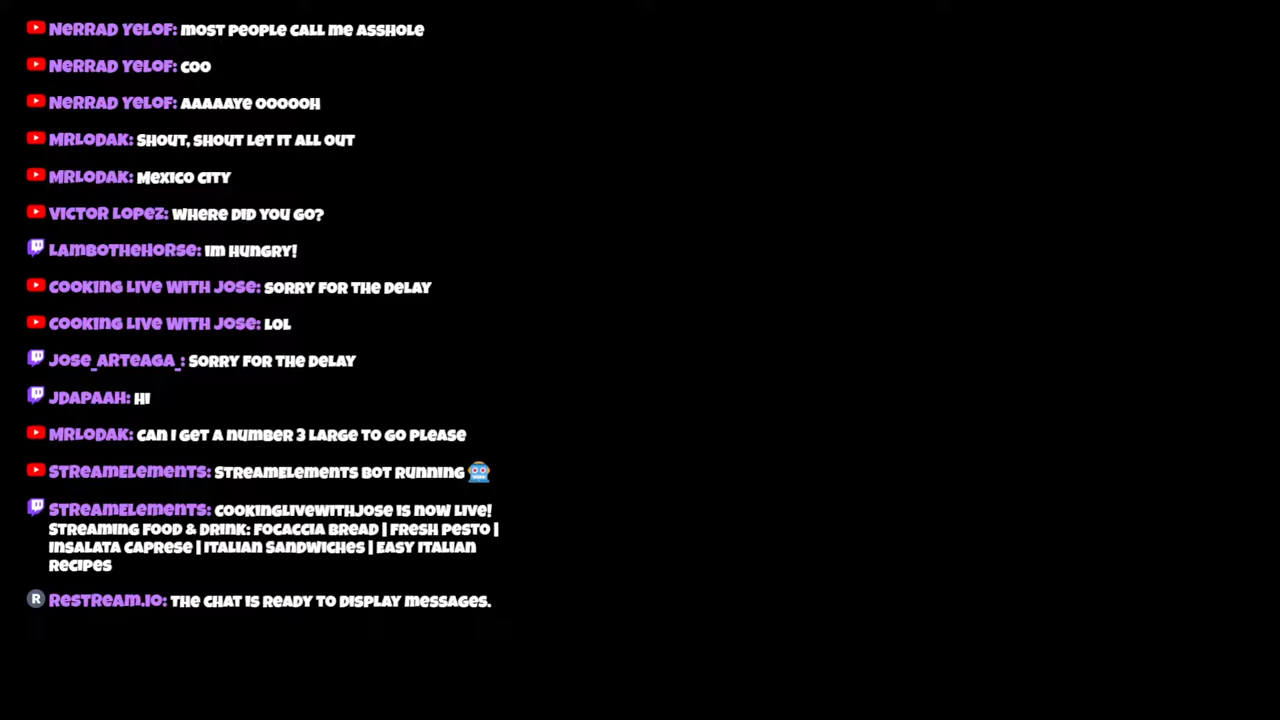 Nerrad Yelof: most people call me asshole
Nerrad Yelof: Coo
Nerrad Yelof: Aaaaaye oooooh
MrLodak: Shout, shout let it all out
MrLodak: Mexico City
Victor Lopez: Where did you go?
LamboTheHorse: Im hungry!
Cooking Live With Jose: Sorry for the delay
Cooking Live With Jose: LOL
Jose_Arteaga_: Sorry for the delay
JDAPAAH: Hi
MrLodak: Can I get a number 3 large to go please
StreamElements: StreamElements bot running 🤖
StreamElements: CookingLiveWithJose is now live!
Streaming Food & Drink: Focaccia Bread | Fresh Pesto |
Insalata Caprese | Italian Sandwiches | Easy Italian
Recipes
R Restream.io: The chat is ready to display messages.